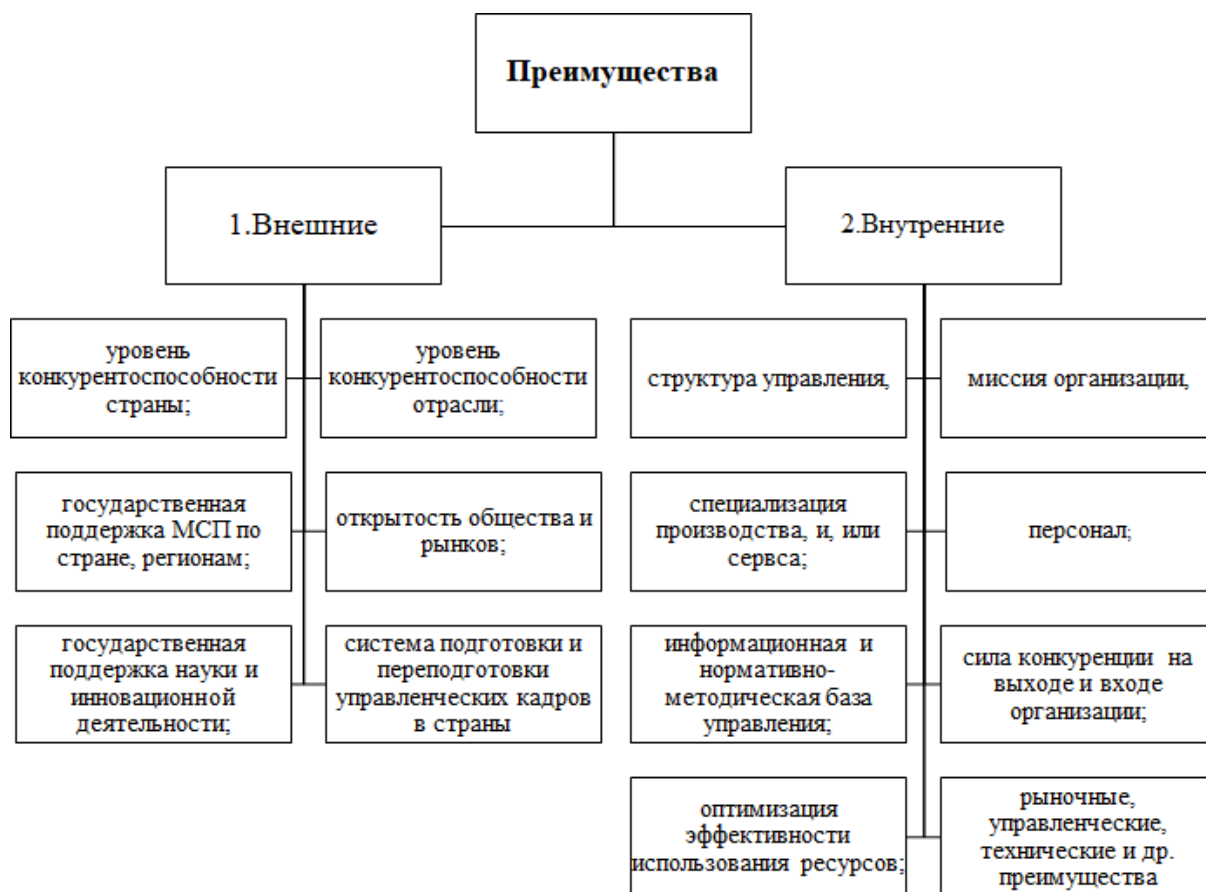 Преимущества
1.Внешние
2.Внутренние
уровень
конкурентоспособности
страны;
уровень
конкурентоспособности
отрасли;
структура управления,
миссия организации,
государственная
поддержка МСП по
стране, регионам;
открытость общества и
рынков;
специализация
производства, и, или
сервса;
персонал;
государственная
поддержка науки и
инновационной
деятельности;
система подготовки и
переподготовки
управленческих кадров
в страны
информационная и
нормативно-
методическая база
управления;
сила конкуренции на
выходе и входе
организации;
оптимизация
эффективности
использования ресурсов;
рыночные,
управленческие,
технические и др.
преимущества